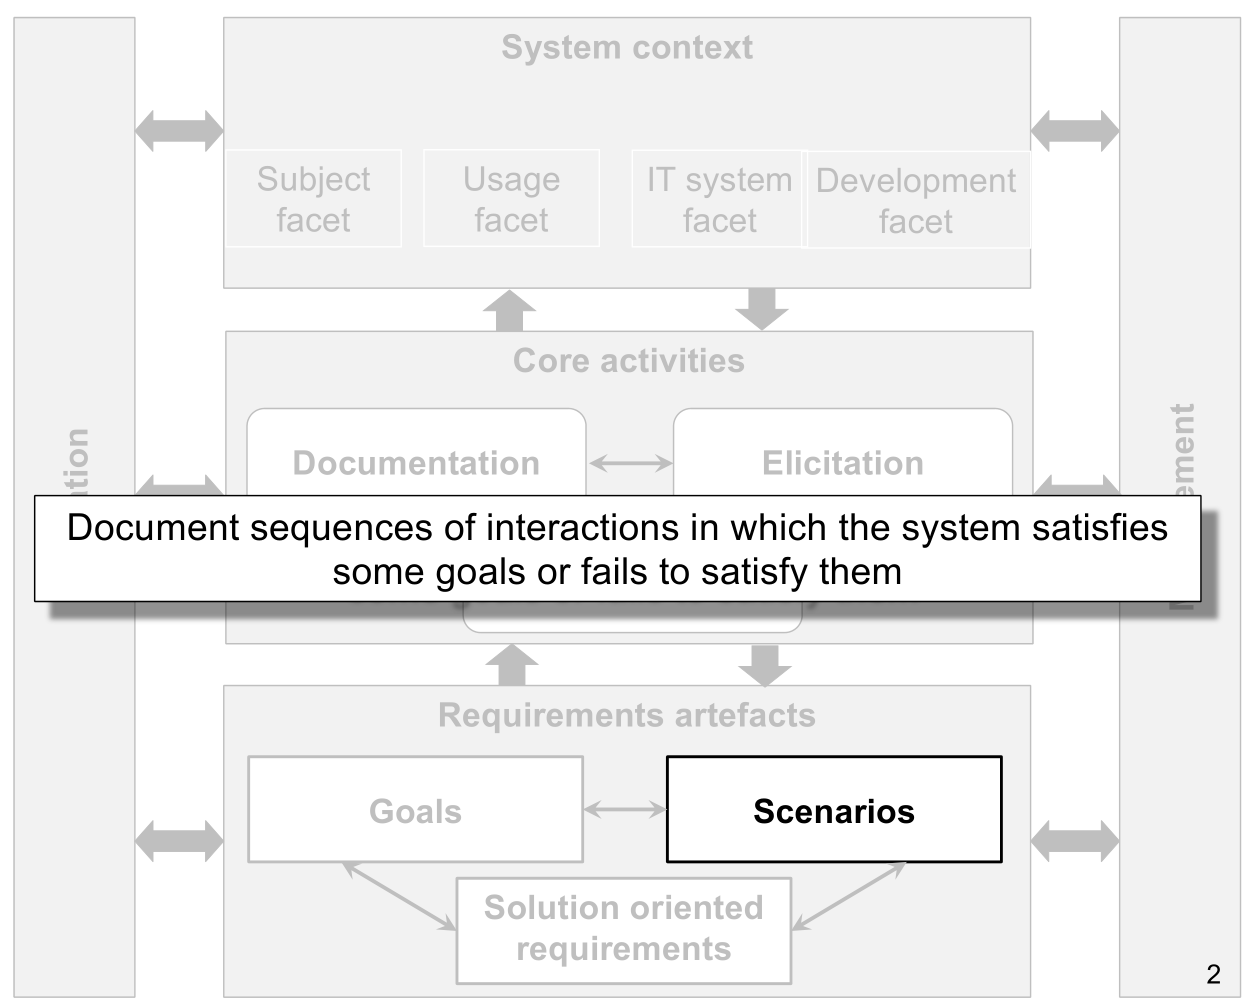 System context
Subject
facet
Usage
facet
IT system
facet
Development
facet
Core activities
Documentation
Elicitation
Document sequences of interactions in which the system satisfies
some goals or fails to satisfy them
Requirements artefacts
Goals
Scenarios
Solution oriented
requirements
2